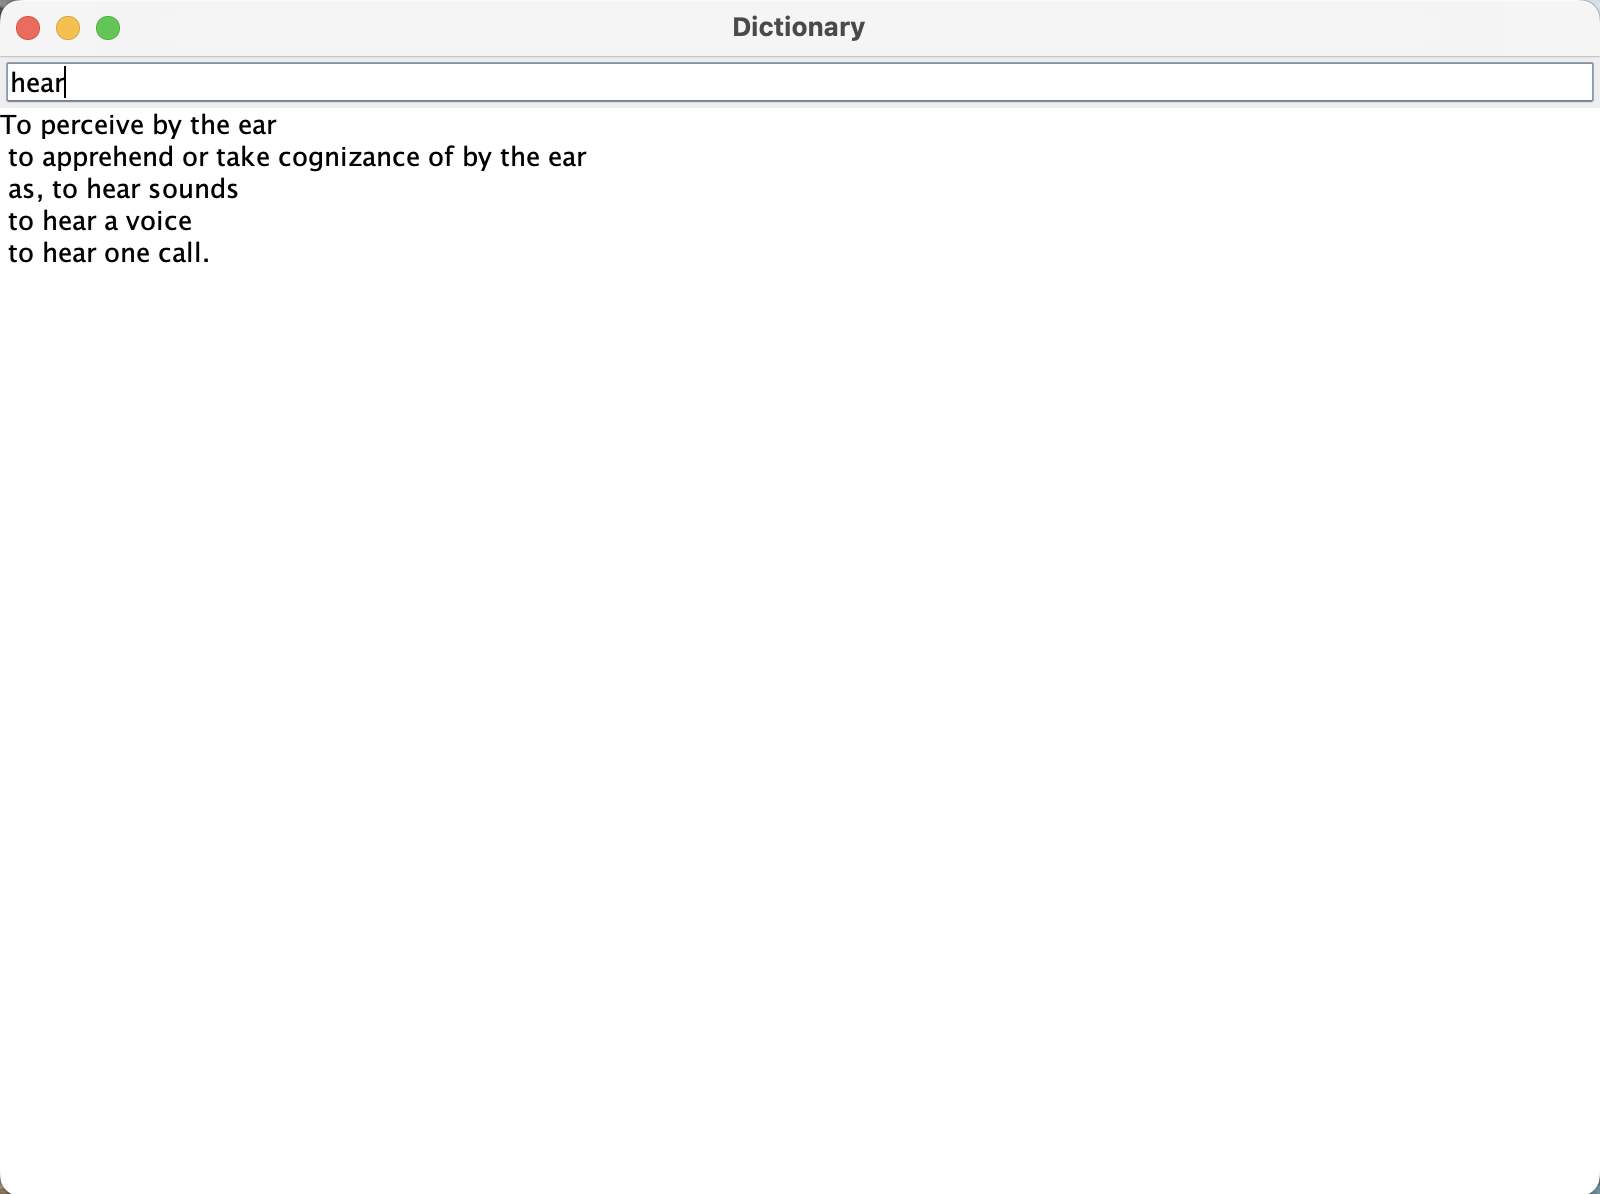 Dictionary
hear
To perceive by the ear
to apprehend or take cognizance of by the ear
as, to hear sounds
to hear a voice
to hear one call.